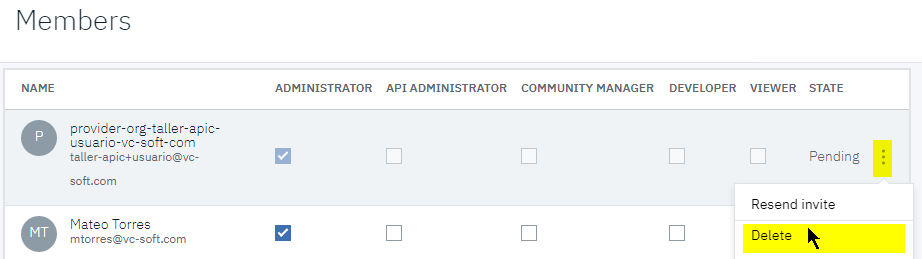 Members
NAME ADMINISTRATOR API ADMINISTRATOR COMMUNITY MANAGER DEVELOPER VIEWER STATE
P
provider-org-taller-apic-
usuario-vc-soft-com
taller-apic+usuario@vc-
soft.com
Pending
Resend invite
Delete
MT
Mateo Torres
mtorres@vc-soft.com